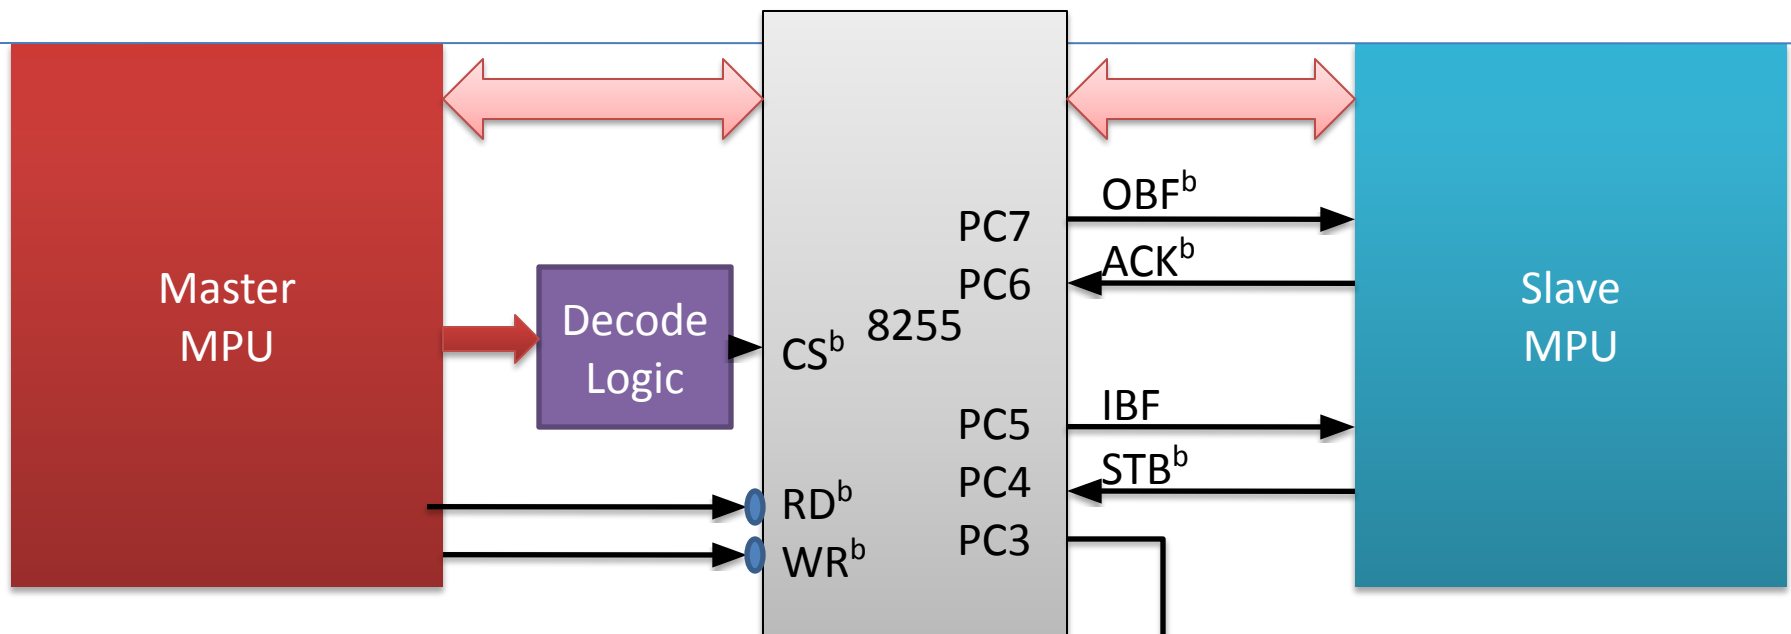 OBFᵇ
PC7
ACKᵇ
PC6
Master
MPU
Decode
Logic
CSᵇ
8255
Slave
MPU
IBF
PC5
STBᵇ
PC4
RDᵇ
PC3
WRᵇ